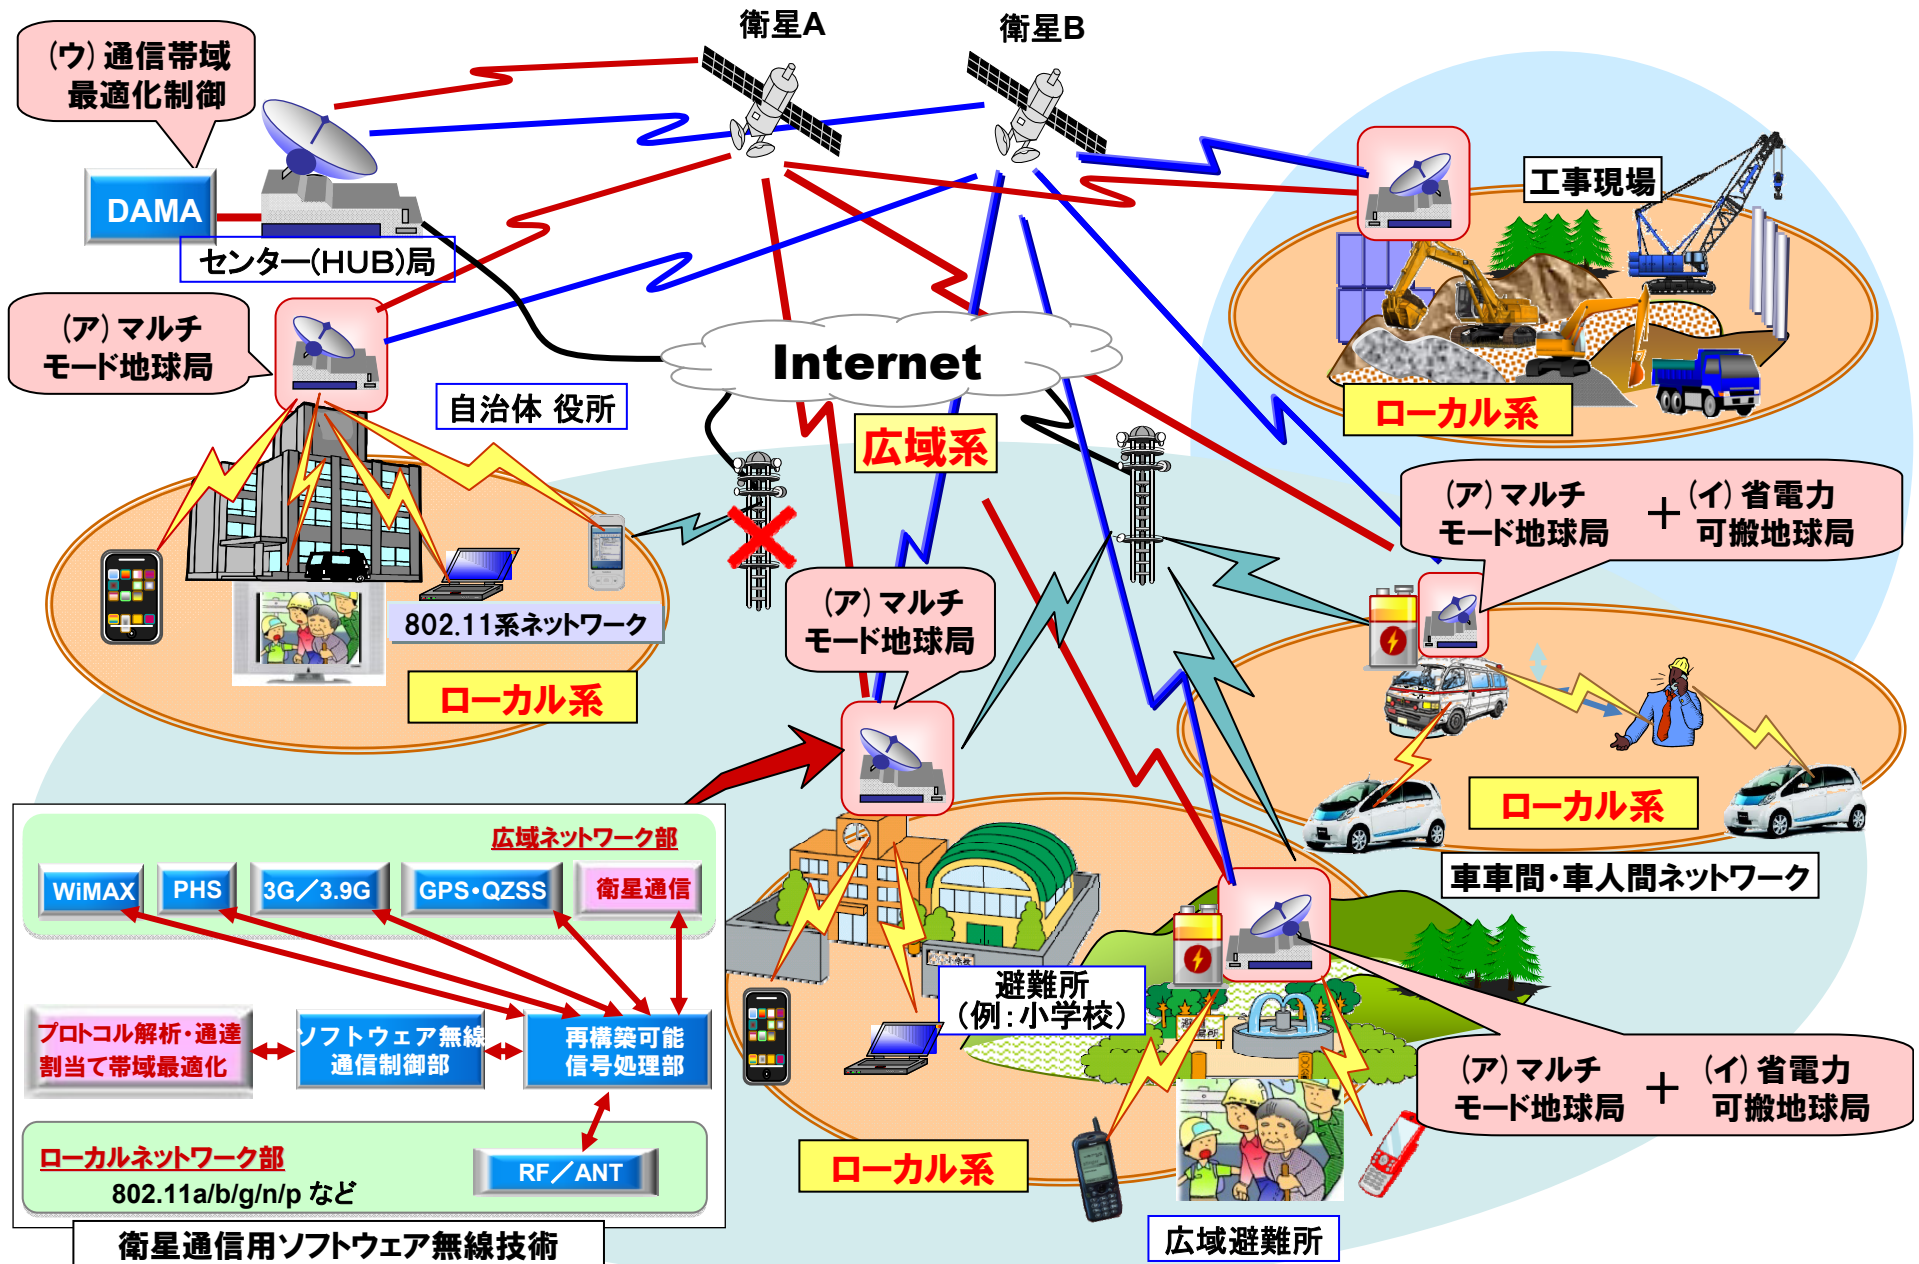 衛星A
衛星B
(ウ)通信帯域
最適化制御
DAMA
センター(HUB)局
工事現場
(ア)マルチ
モード地球局
Internet
自治体 役所
広域系
ローカル系
(ア)マルチ
モード地球局
＋
(イ)省電力
可搬地球局
802.11系ネットワーク
ローカル系
(ア)マルチ
モード地球局
ローカル系
車車間・車人間ネットワーク
広域ネットワーク部
WiMAX
PHS
3G／3.9G
GPS・QZSS
衛星通信
プロトコル解析・通達
割当て帯域最適化
ソフトウェア無線
通信制御部
再構築可能
信号処理部
ローカルネットワーク部
802.11a/b/g/n/p など
RF／ANT
衛星通信用ソフトウェア無線技術
避難所
(例：小学校)
ローカル系
(ア)マルチ
モード地球局
＋
(イ)省電力
可搬地球局
広域避難所